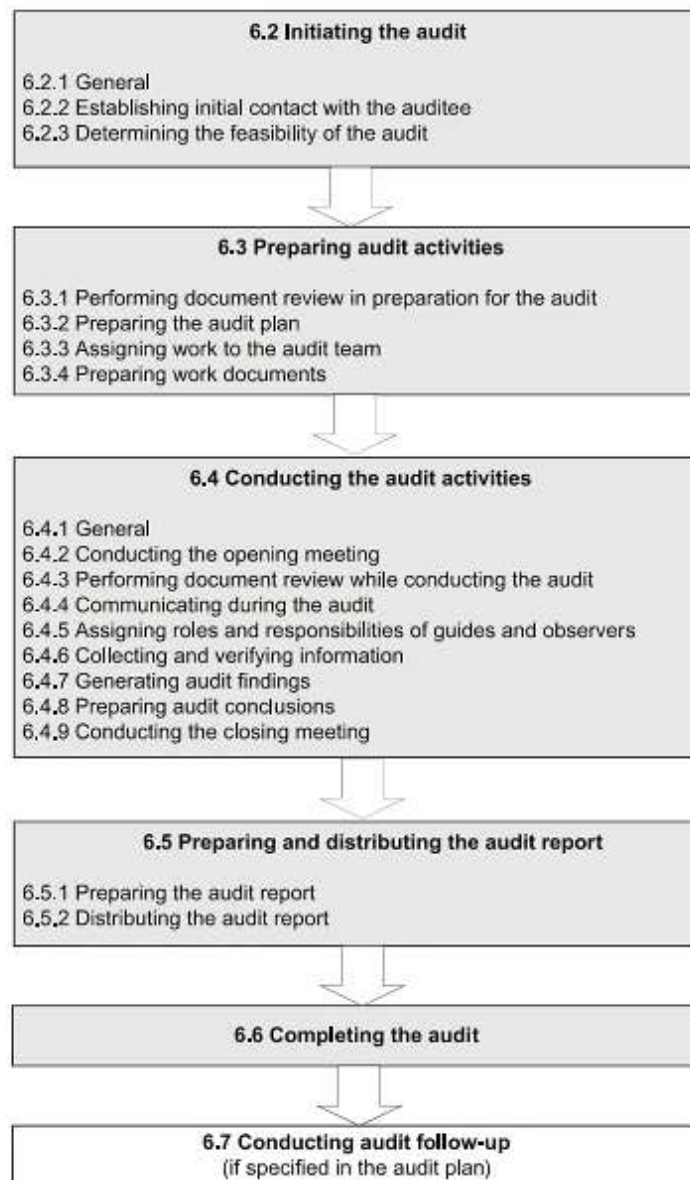 6.2 Initiating the audit
6.2.1 General
6.2.2 Establishing initial contact with the auditee
6.2.3 Determining the feasibility of the audit
6.3 Preparing audit activities
6.3.1 Performing document review in preparation for the audit
6.3.2 Preparing the audit plan
6.3.3 Assigning work to the audit team
6.3.4 Preparing work documents
6.4 Conducting the audit activities
6.4.1 General
6.4.2 Conducting the opening meeting
6.4.3 Performing document review while conducting the audit
6.4.4 Communicating during the audit
6.4.5 Assigning roles and responsibilities of guides and observers
6.4.6 Collecting and verifying information
6.4.7 Generating audit findings
6.4.8 Preparing audit conclusions
6.4.9 Conducting the closing meeting
6.5 Preparing and distributing the audit report
6.5.1 Preparing the audit report
6.5.2 Distributing the audit report
6.6 Completing the audit
6.7 Conducting audit follow-up
(if specified in the audit plan)